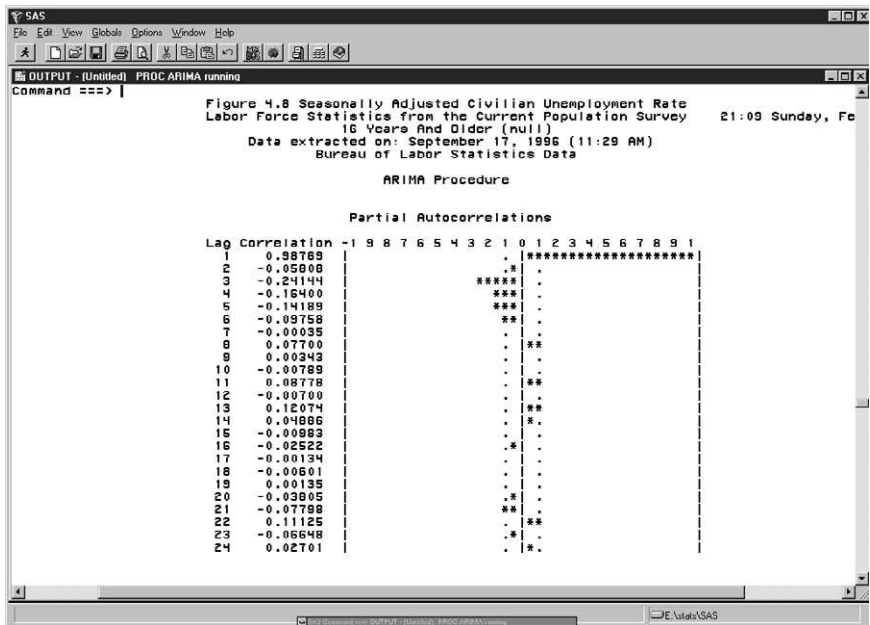 SAS
File Edit View Globals Options Window Help
OUTPUT - (Untitled) PROC ARIMA running
Command ===>
Figure 4.8 Seasonally Adjusted Civilian Unemployment Rate
Labor Force Statistics from the Current Population Survey 21:09 Sunday, Fe
16 Years And Older (null)
Data extracted on: September 17, 1996 (11:29 AM)
Bureau of Labor Statistics Data
ARIMA Procedure
Partial Autocorrelations
Lag Correlation -1 9 8 7 6 5 4 3 2 1 0 1 2 3 4 5 6 7 8 9 1
1 0.98769 | . |********************|
2 -0.05808 | .*| . |
3 -0.24144 | *****| . |
4 -0.16400 | ***| . |
5 -0.14189 | ***| . |
6 -0.09758 | **| . |
7 -0.00035 | . | . |
8 0.07700 | . |** |
9 0.00343 | . | . |
10 -0.00789 | . | . |
11 0.08778 | . |** |
12 -0.00700 | . | . |
13 0.12074 | . |** |
14 0.04886 | . |*. |
15 -0.00983 | . | . |
16 -0.02522 | .*| . |
17 -0.00134 | . | . |
18 -0.00601 | . | . |
19 0.00135 | . | . |
20 -0.03805 | .*| . |
21 -0.07798 | **| . |
22 0.11125 | . |** |
23 -0.06648 | .*| . |
24 0.02701 | . |*. |
E:\stats\SAS